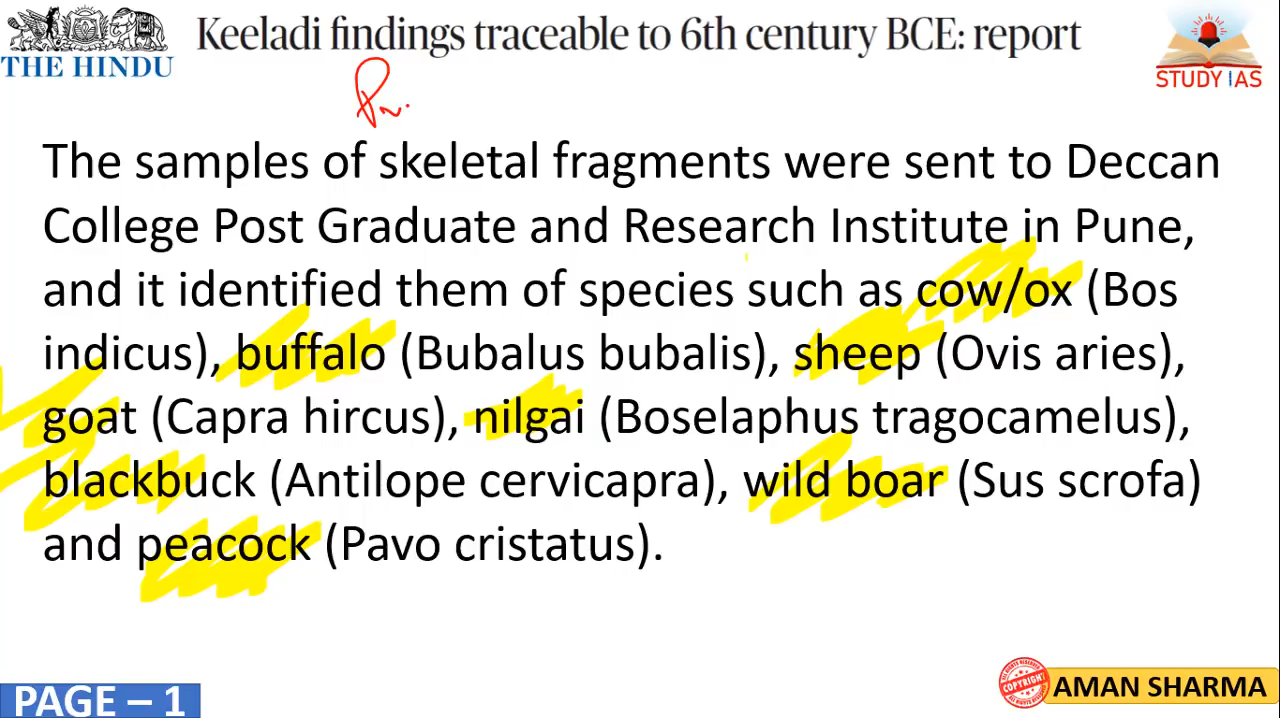 THE HINDU
Keeladi findings traceable to 6th century BCE: report
STUDY IAS
The samples of skeletal fragments were sent to Deccan
College Post Graduate and Research Institute in Pune,
and it identified them of species such as cow/ox (Bos
indicus), buffalo (Bubalus bubalis), sheep (Ovis aries),
goat (Capra hircus), nilgai (Boselaphus tragocamelus),
blackbuck (Antilope cervicapra), wild boar (Sus scrofa)
and peacock (Pavo cristatus).
PAGE – 1
COPYRIGHT
AMAN SHARMA